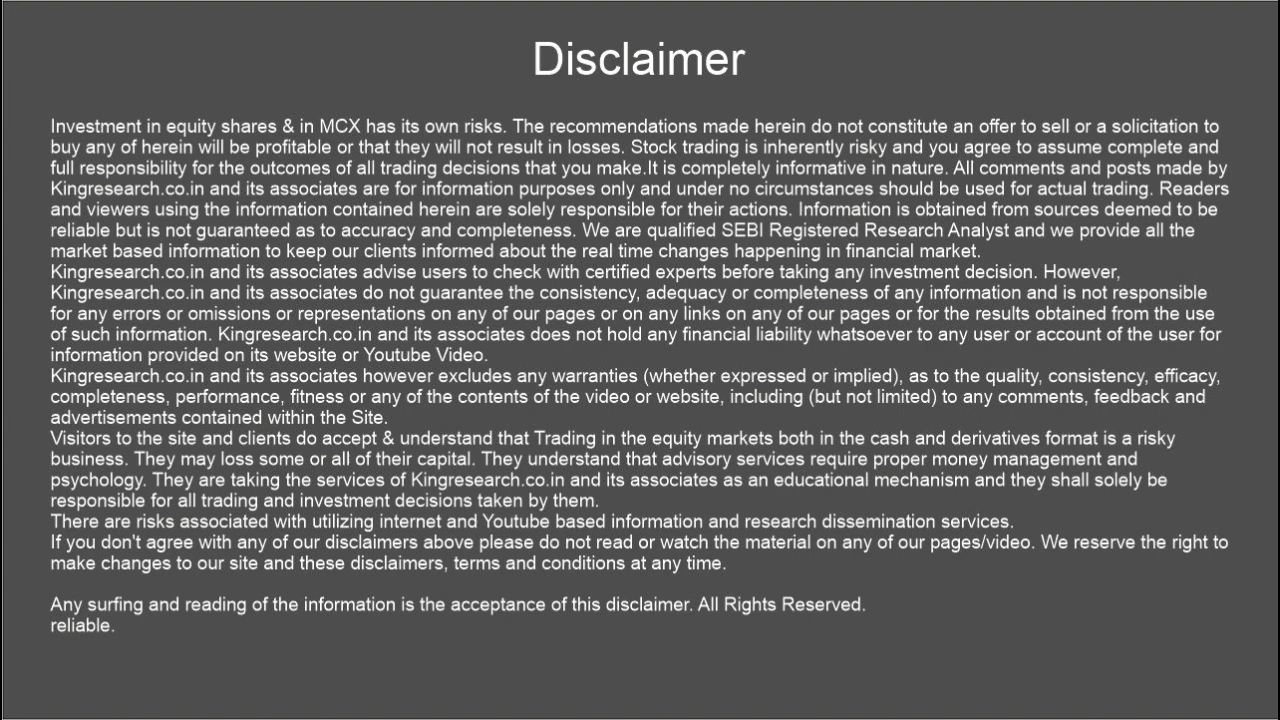 Disclaimer
Investment in equity shares & in MCX has its own risks. The recommendations made herein do not constitute an offer to sell or a solicitation to
buy any of herein will be profitable or that they will not result in losses. Stock trading is inherently risky and you agree to assume complete and
full responsibility for the outcomes of all trading decisions that you make.It is completely informative in nature. All comments and posts made by
Kingresearch.co.in and its associates are for information purposes only and under no circumstances should be used for actual trading. Readers
and viewers using the information contained herein are solely responsible for their actions. Information is obtained from sources deemed to be
reliable but is not guaranteed as to accuracy and completeness. We are qualified SEBI Registered Research Analyst and we provide all the
market based information to keep our clients informed about the real time changes happening in financial market.
Kingresearch.co.in and its associates advise users to check with certified experts before taking any investment decision. However,
Kingresearch.co.in and its associates do not guarantee the consistency, adequacy or completeness of any information and is not responsible
for any errors or omissions or representations on any of our pages or on any links on any of our pages or for the results obtained from the use
of such information. Kingresearch.co.in and its associates does not hold any financial liability whatsoever to any user or account of the user for
information provided on its website or Youtube Video.
Kingresearch.co.in and its associates however excludes any warranties (whether expressed or implied), as to the quality, consistency, efficacy,
completeness, performance, fitness or any of the contents of the video or website, including (but not limited) to any comments, feedback and
advertisements contained within the Site.
Visitors to the site and clients do accept & understand that Trading in the equity markets both in the cash and derivatives format is a risky
business. They may loss some or all of their capital. They understand that advisory services require proper money management and
psychology. They are taking the services of Kingresearch.co.in and its associates as an educational mechanism and they shall solely be
responsible for all trading and investment decisions taken by them.
There are risks associated with utilizing internet and Youtube based information and research dissemination services.
If you don't agree with any of our disclaimers above please do not read or watch the material on any of our pages/video. We reserve the right to
make changes to our site and these disclaimers, terms and conditions at any time.
Any surfing and reading of the information is the acceptance of this disclaimer. All Rights Reserved.
reliable.